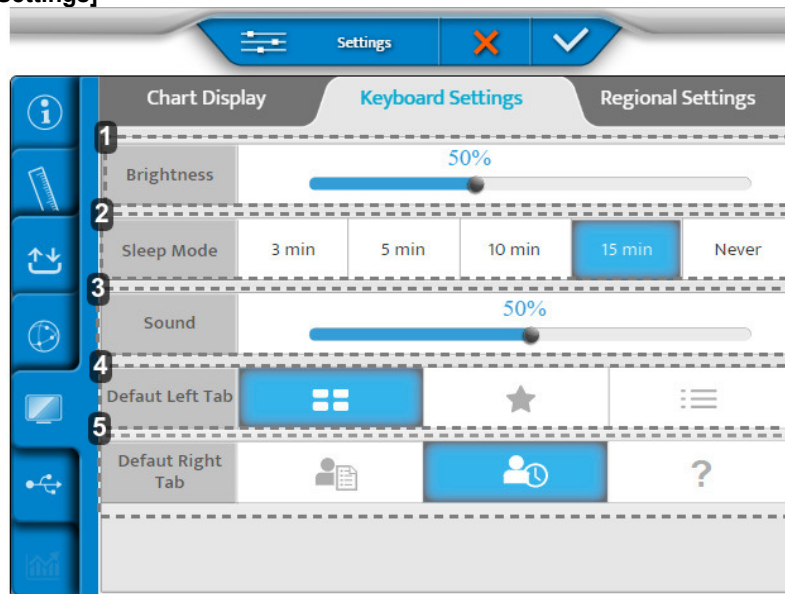 Settings]
Settings
Chart Display Keyboard Settings Regional Settings
1
50%
Brightness
2
Sleep Mode 3 min 5 min 10 min 15 min Never
3
50%
Sound
4
Defaut Left Tab
5
Defaut Right
Tab
?